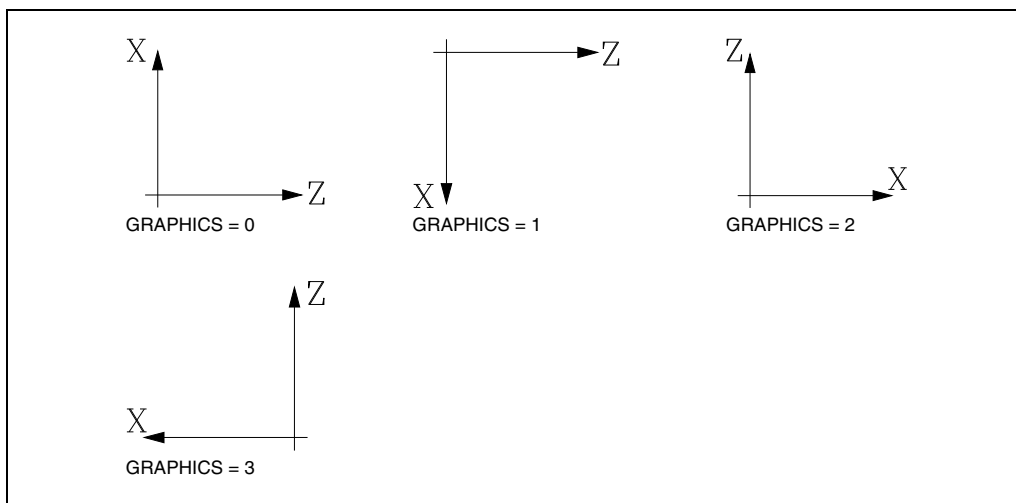 X
Z
GRAPHICS = 0
Z
X
GRAPHICS = 1
Z
X
GRAPHICS = 2
Z
X
GRAPHICS = 3